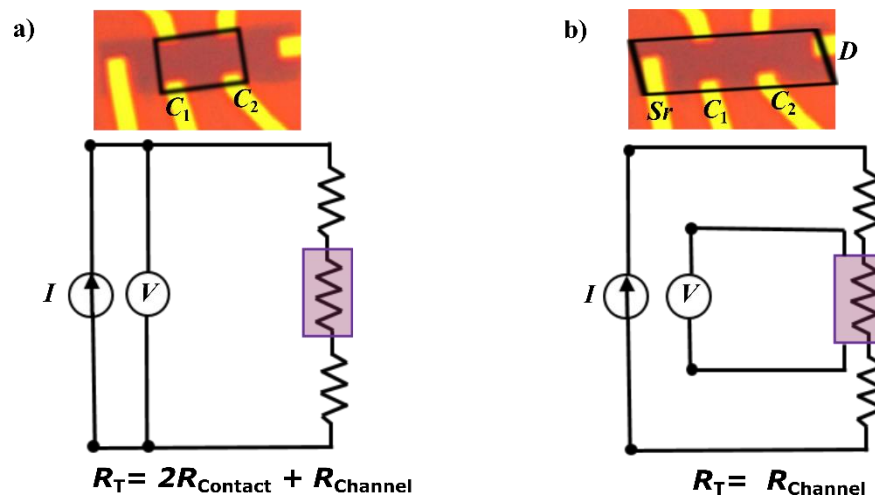 a)
C1
C2
I
V
RT= 2RContact + RChannel
b)
D
Sr
C1
C2
I
V
RT= RChannel